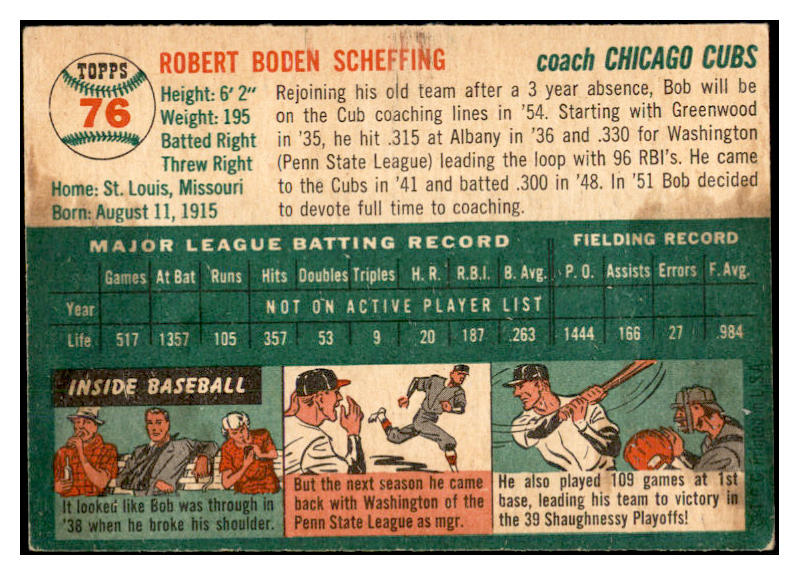 TOPPS
76
ROBERT BODEN SCHEFFING
coach CHICAGO CUBS
Height: 6' 2"
Weight: 195
Batted Right
Threw Right
Home: St. Louis, Missouri
Born: August 11, 1915
Rejoining his old team after a 3 year absence, Bob will be
on the Cub coaching lines in '54. Starting with Greenwood
in '35, he hit .315 at Albany in '36 and .330 for Washington
(Penn State League) leading the loop with 96 RBI's. He came
to the Cubs in '41 and batted .300 in '48. In '51 Bob decided
to devote full time to coaching.
MAJOR LEAGUE BATTING RECORD
FIELDING RECORD
Games At Bat Runs Hits Doubles Triples H. R. R.B.I. B. Avg. P. O. Assists Errors F. Avg.
Year NOT ON ACTIVE PLAYER LIST
Life 517 1357 105 357 53 9 20 187 .263 1444 166 27 .984
INSIDE BASEBALL
It looked like Bob was through in
'38 when he broke his shoulder.
But the next season he came
back with Washington of the
Penn State League as mgr.
He also played 109 games at 1st
base, leading his team to victory in
the 39 Shaughnessy Playoffs!
U.S.A.